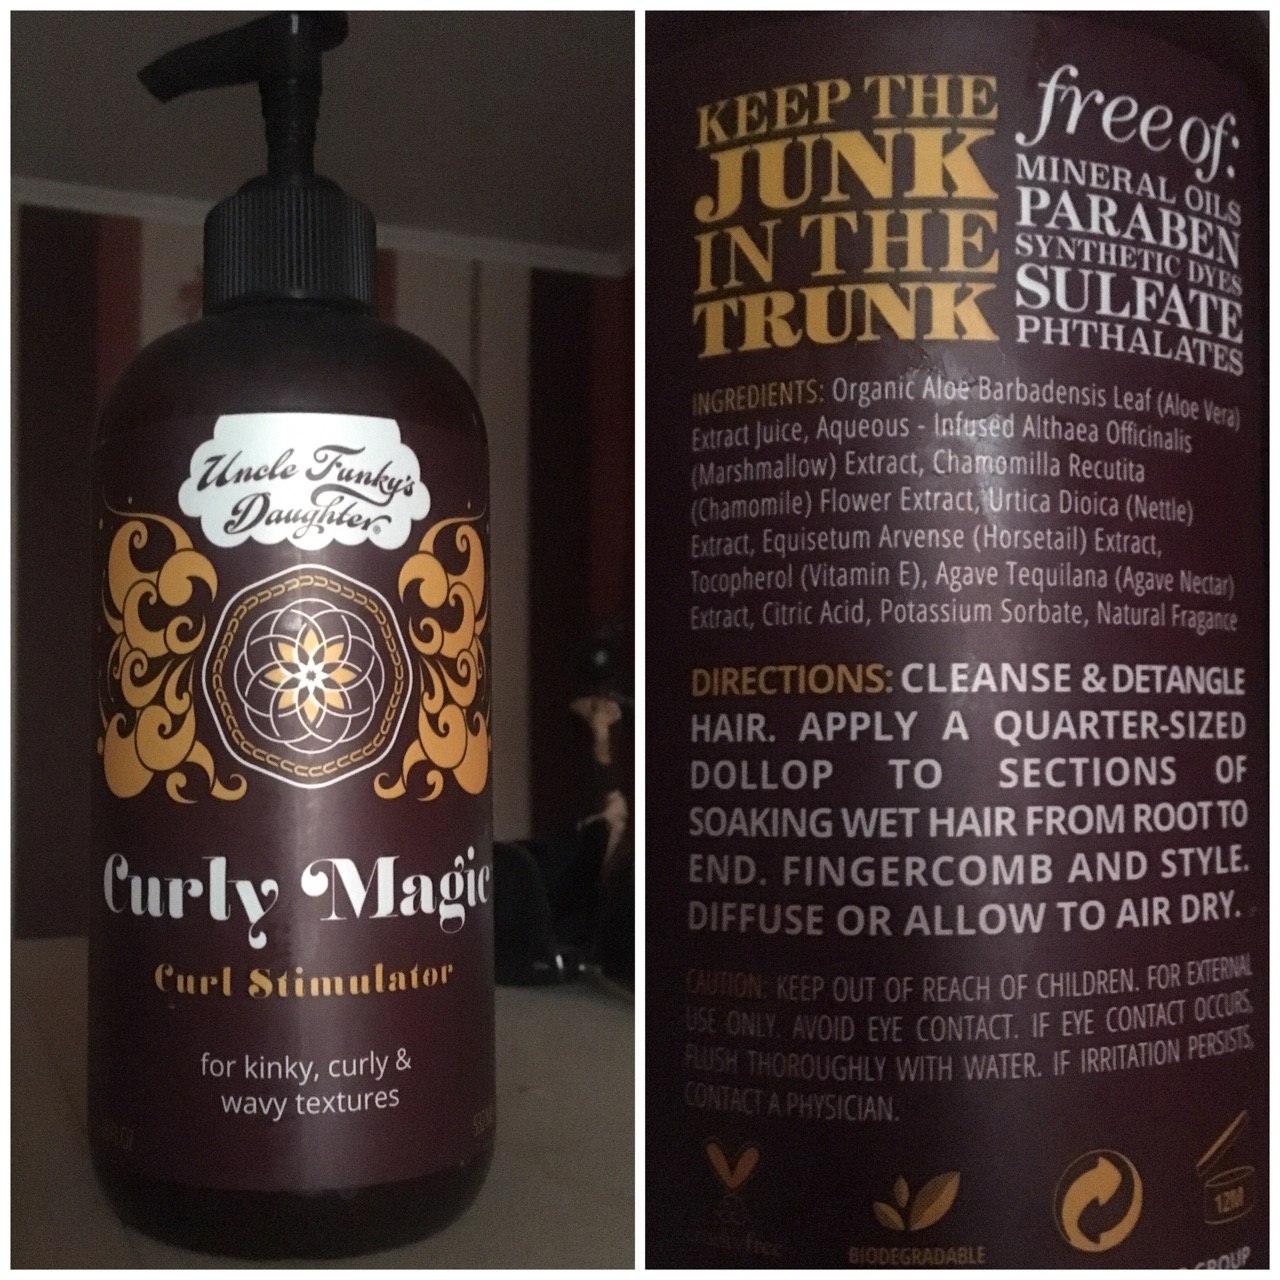 Uncle Funky's
Daughter®
Curly Magic
Curl Stimulator
for kinky, curly &
wavy textures
KEEP THE
JUNK
IN THE
TRUNK
free of:
MINERAL OILS
PARABEN
SYNTHETIC DYES
SULFATE
PHTHALATES
INGREDIENTS: Organic Aloe Barbadensis Leaf (Aloe Vera)
Extract Juice, Aqueous - Infused Althaea Officinalis
(Marshmallow) Extract, Chamomilla Recutita
(Chamomile) Flower Extract, Urtica Dioica (Nettle)
Extract, Equisetum Arvense (Horsetail) Extract,
Tocopherol (Vitamin E), Agave Tequilana (Agave Nectar)
Extract, Citric Acid, Potassium Sorbate, Natural Fragance
DIRECTIONS: CLEANSE & DETANGLE
HAIR. APPLY A QUARTER-SIZED
DOLLOP TO SECTIONS OF
SOAKING WET HAIR FROM ROOT TO
END. FINGERCOMB AND STYLE.
DIFFUSE OR ALLOW TO AIR DRY.
CAUTION: KEEP OUT OF REACH OF CHILDREN. FOR EXTERNAL
USE ONLY. AVOID EYE CONTACT. IF EYE CONTACT OCCURS,
FLUSH THOROUGHLY WITH WATER. IF IRRITATION PERSISTS,
CONTACT A PHYSICIAN.
12M
cruelty free
BIODEGRADABLE
GROUP